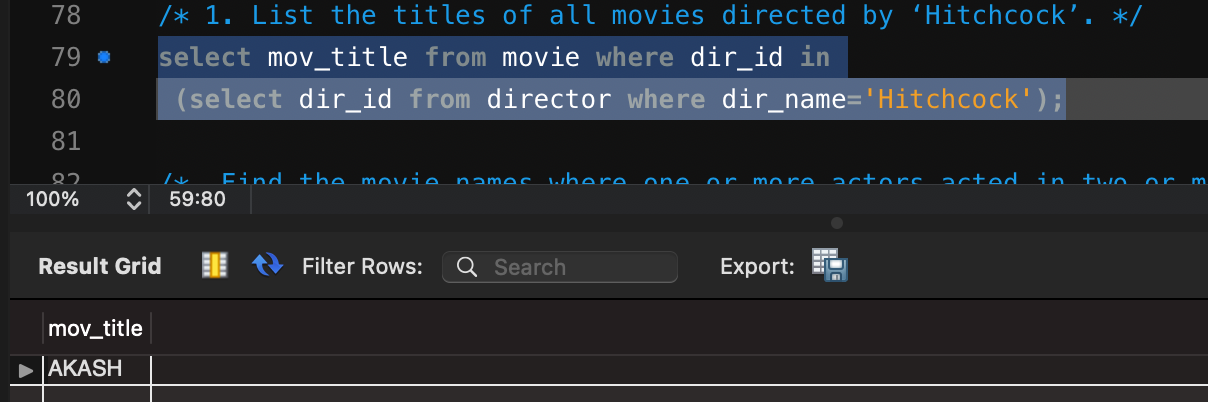 78 /* 1. List the titles of all movies directed by ‘Hitchcock’. */
79 select mov_title from movie where dir_id in
80 (select dir_id from director where dir_name='Hitchcock');
81
82 /* Find the movie names where one or more actors acted in two or m
100% 59:80
Result Grid Filter Rows: Search Export:
mov_title
AKASH